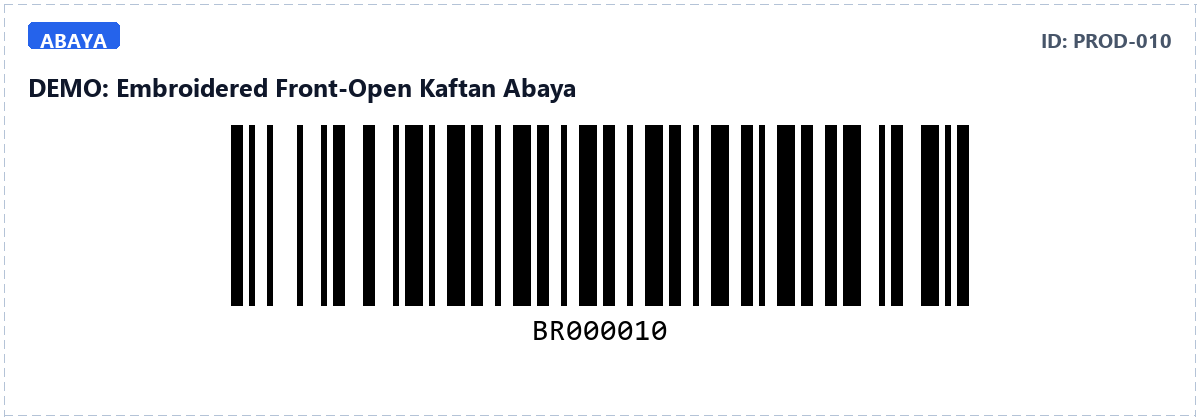 ABAYA
ID: PROD-010
DEMO: Embroidered Front-Open Kaftan Abaya
BR000010